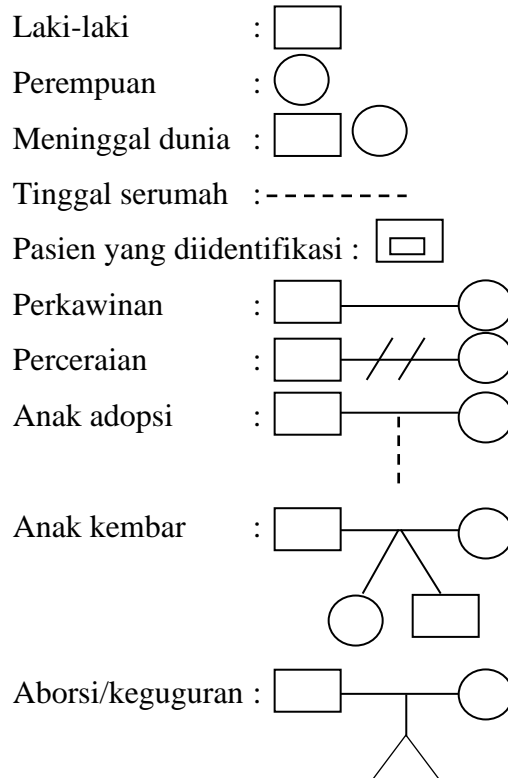 Laki-laki :
Perempuan :
Meninggal dunia :
Tinggal serumah :
Pasien yang diidentifikasi :
Perkawinan :
Perceraian :
Anak adopsi :
Anak kembar :
Aborsi/keguguran :